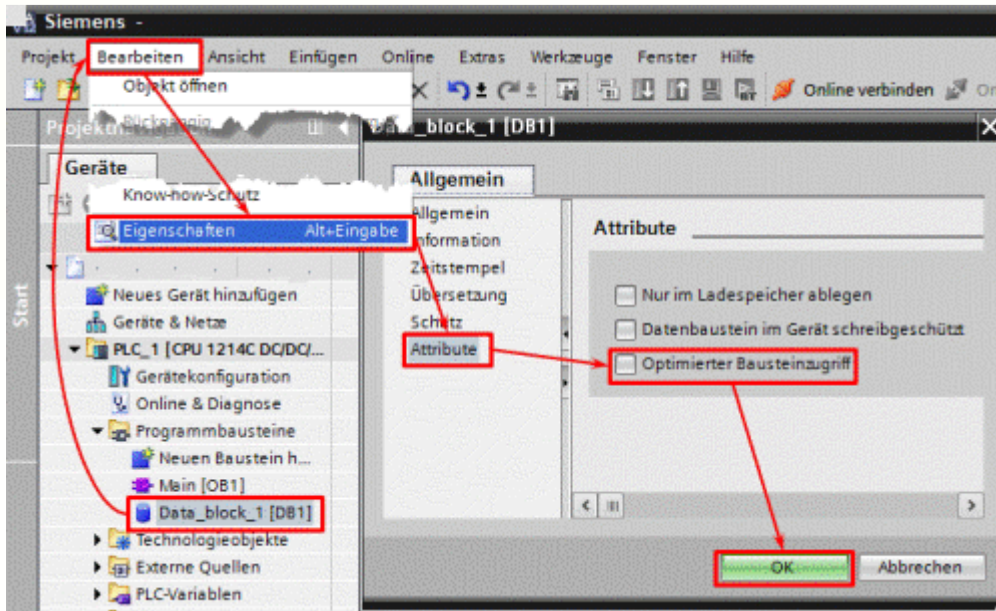 Siemens -
Projekt Bearbeiten Ansicht Einfügen Online Extras Werkzeuge Fenster Hilfe
Objekt öffnen
Online verbinden
Rückgängig
Data_block_1 [DB1]
Geräte
Know-how-Schutz
Eigenschaften Alt+Eingabe
Neues Gerät hinzufügen
Geräte & Netze
PLC_1 [CPU 1214C DC/DC/...
Gerätekonfiguration
Online & Diagnose
Programmbausteine
Neuen Baustein h...
Main [OB1]
Data_block_1 [DB1]
Technologieobjekte
Externe Quellen
PLC-Variablen
Start
Allgemein
Allgemein
Information
Zeitstempel
Übersetzung
Schutz
Attribute
Attribute
Nur im Ladespeicher ablegen
Datenbaustein im Gerät schreibgeschützt
Optimierter Bausteinzugriff
OK Abbrechen